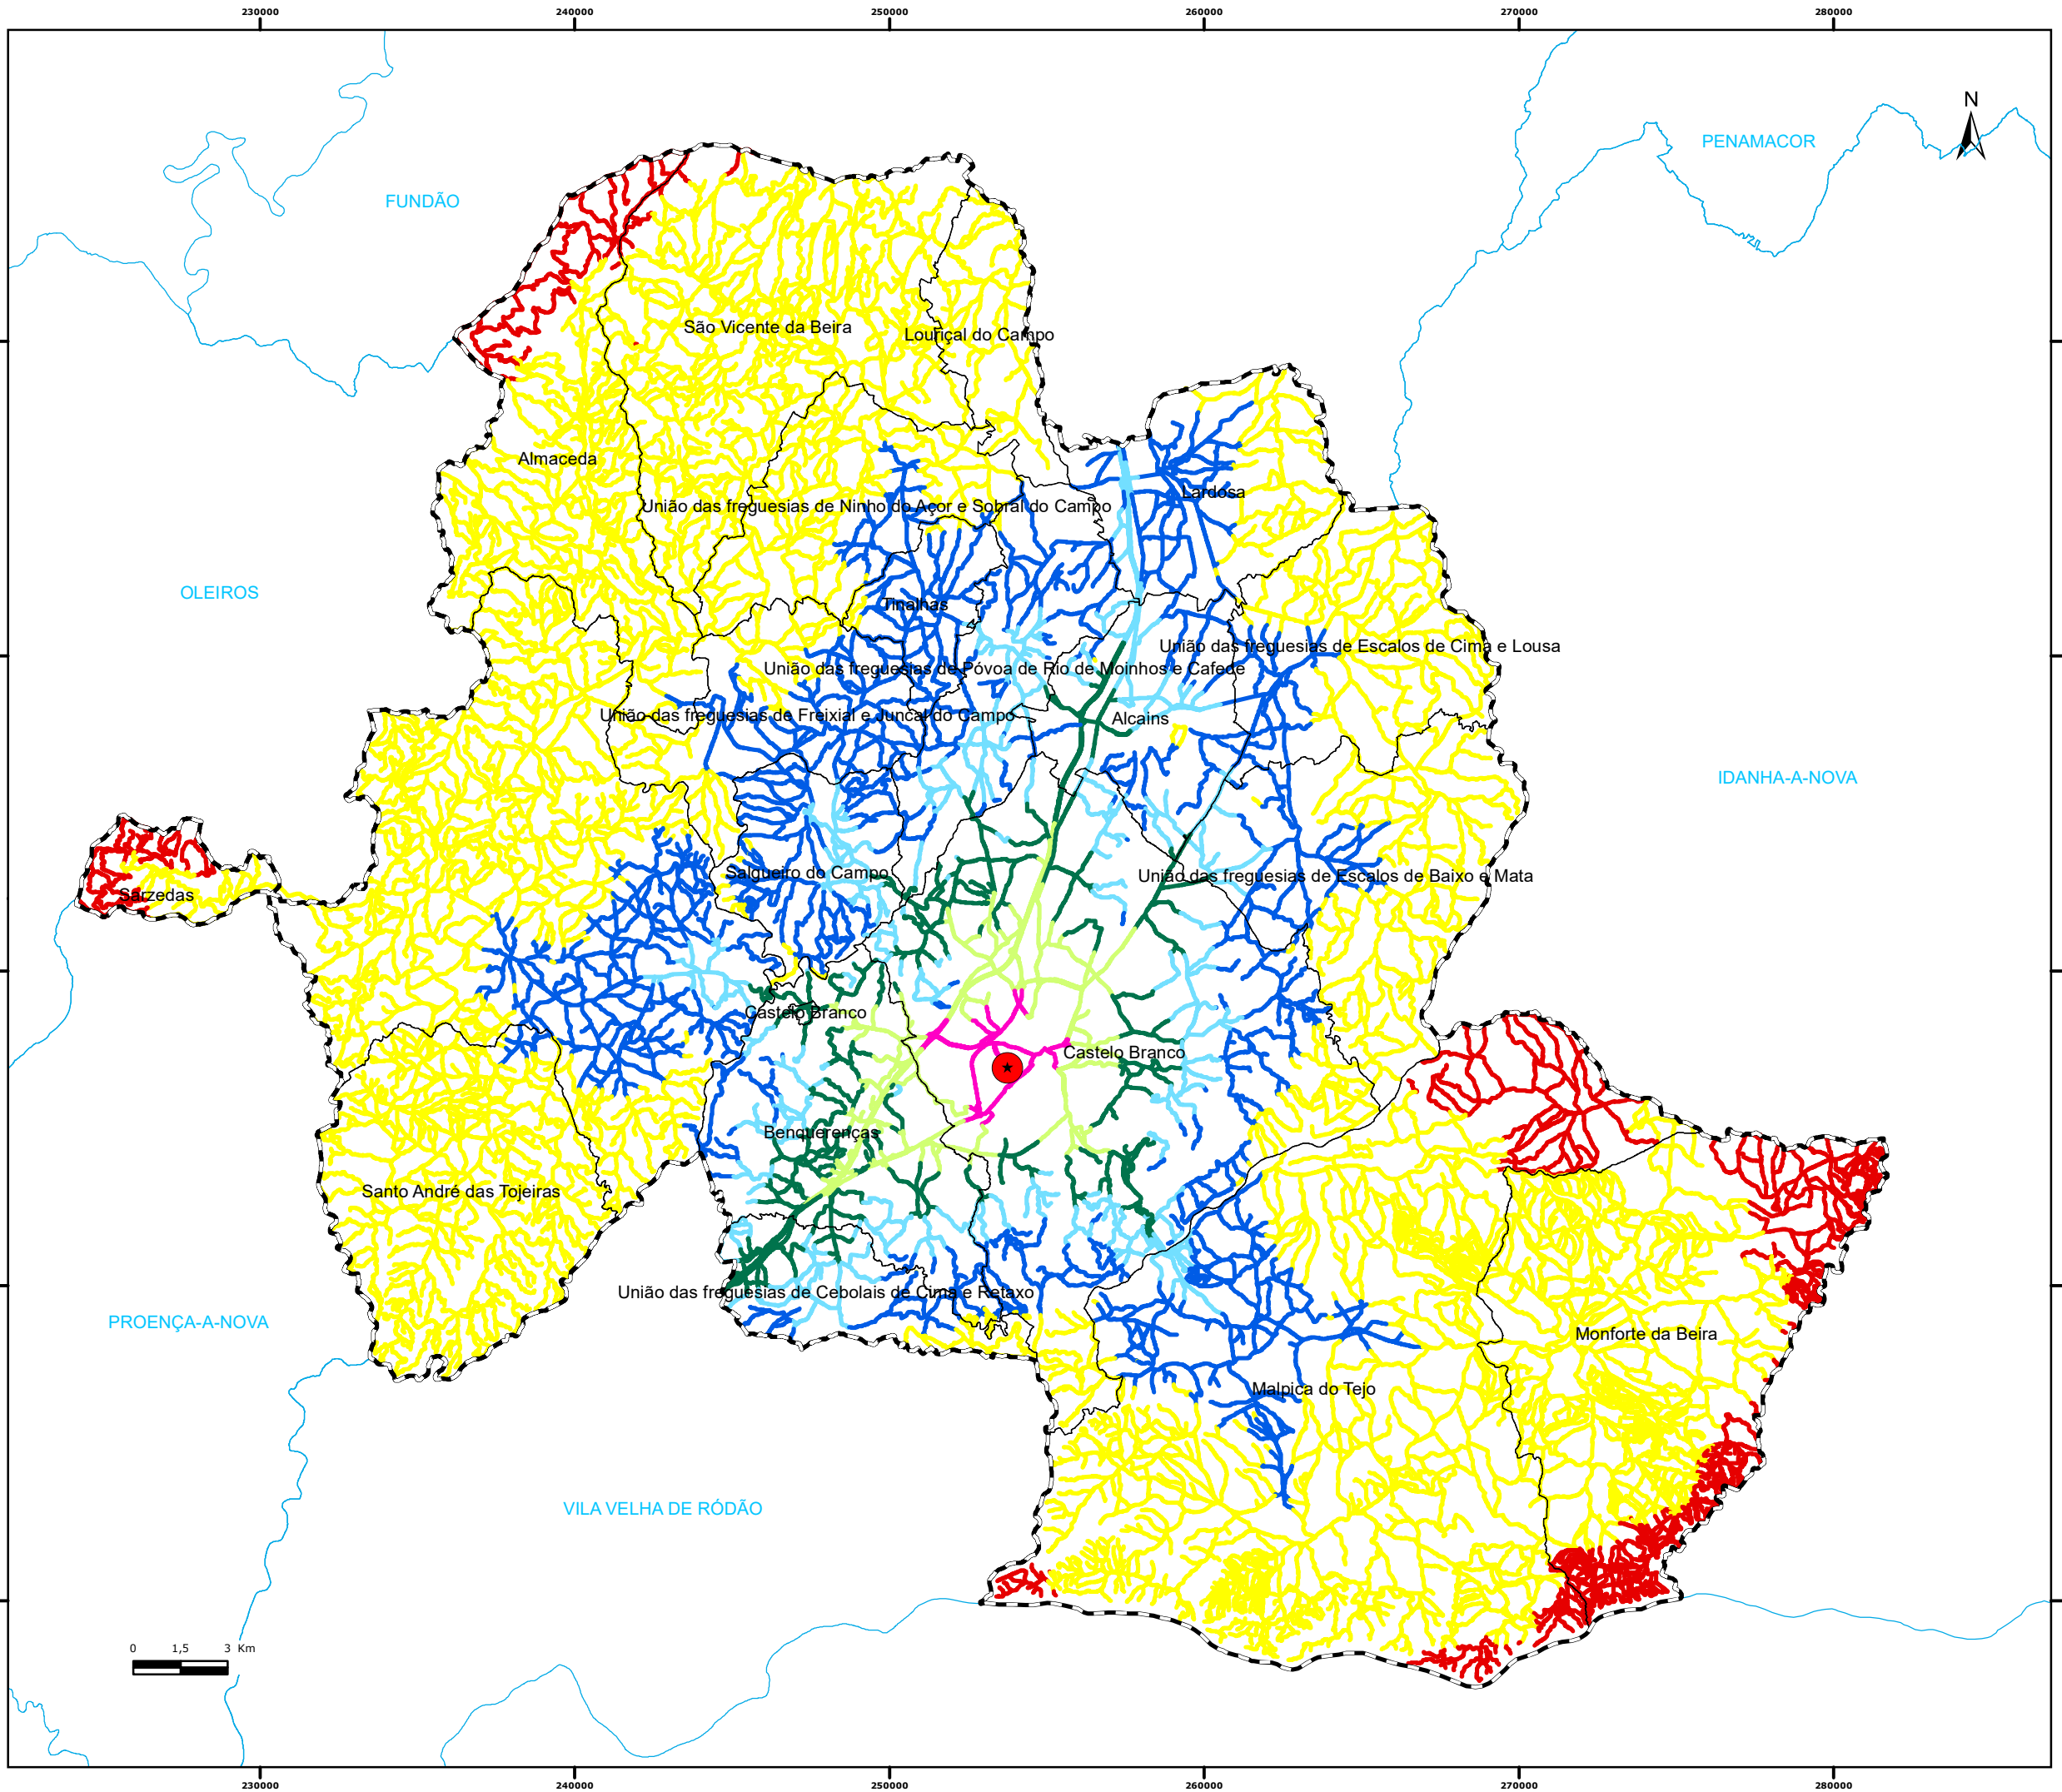 230000 240000 250000 260000 270000 280000
N
PENAMACOR
FUNDÃO
São Vicente da Beira
Louriçal do Campo
Almaceda
Lardosa
União das freguesias de Ninho do Açor e Sobral do Campo
OLEIROS
Tinalhas
União das freguesias de Escalos de Cima e Lousa
União das freguesias de Póvoa de Rio de Moinhos e Cafede
União das freguesias de Freixial e Juncal do Campo
Alcains
IDANHA-A-NOVA
Salgueiro do Campo
União das freguesias de Escalos de Baixo e Mata
Sarzedas
Castelo Branco
Castelo Branco
Benquerenças
Santo André das Tojeiras
União das freguesias de Cebolais de Cima e Retaxo
PROENÇA-A-NOVA
Monforte da Beira
Malpica do Tejo
VILA VELHA DE RÓDÃO
0 1,5 3 Km
230000 240000 250000 260000 270000 280000